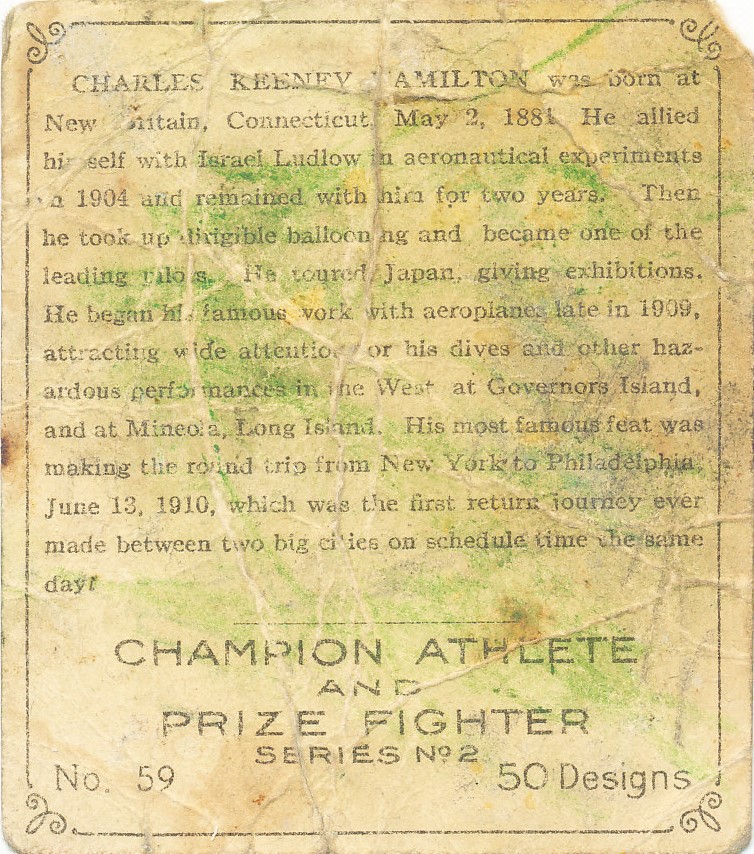 CHARLES KEENEY HAMILTON was born at
New Britain, Connecticut, May 2, 1881. He allied
himself with Israel Ludlow in aeronautical experiments
in 1904 and remained with him for two years. Then
he took up dirigible ballooning and became one of the
leading pilots. He toured Japan, giving exhibitions.
He began his famous work with aeroplanes late in 1909,
attracting wide attention for his dives and other haz-
ardous performances in the West, at Governors Island,
and at Mineola, Long Island. His most famous feat was
making the round trip from New York to Philadelphia,
June 13, 1910, which was the first return journey ever
made between two big cities on schedule time the same
day.
CHAMPION ATHLETE
AND
PRIZE FIGHTER
SERIES No 2
No. 59 50 Designs